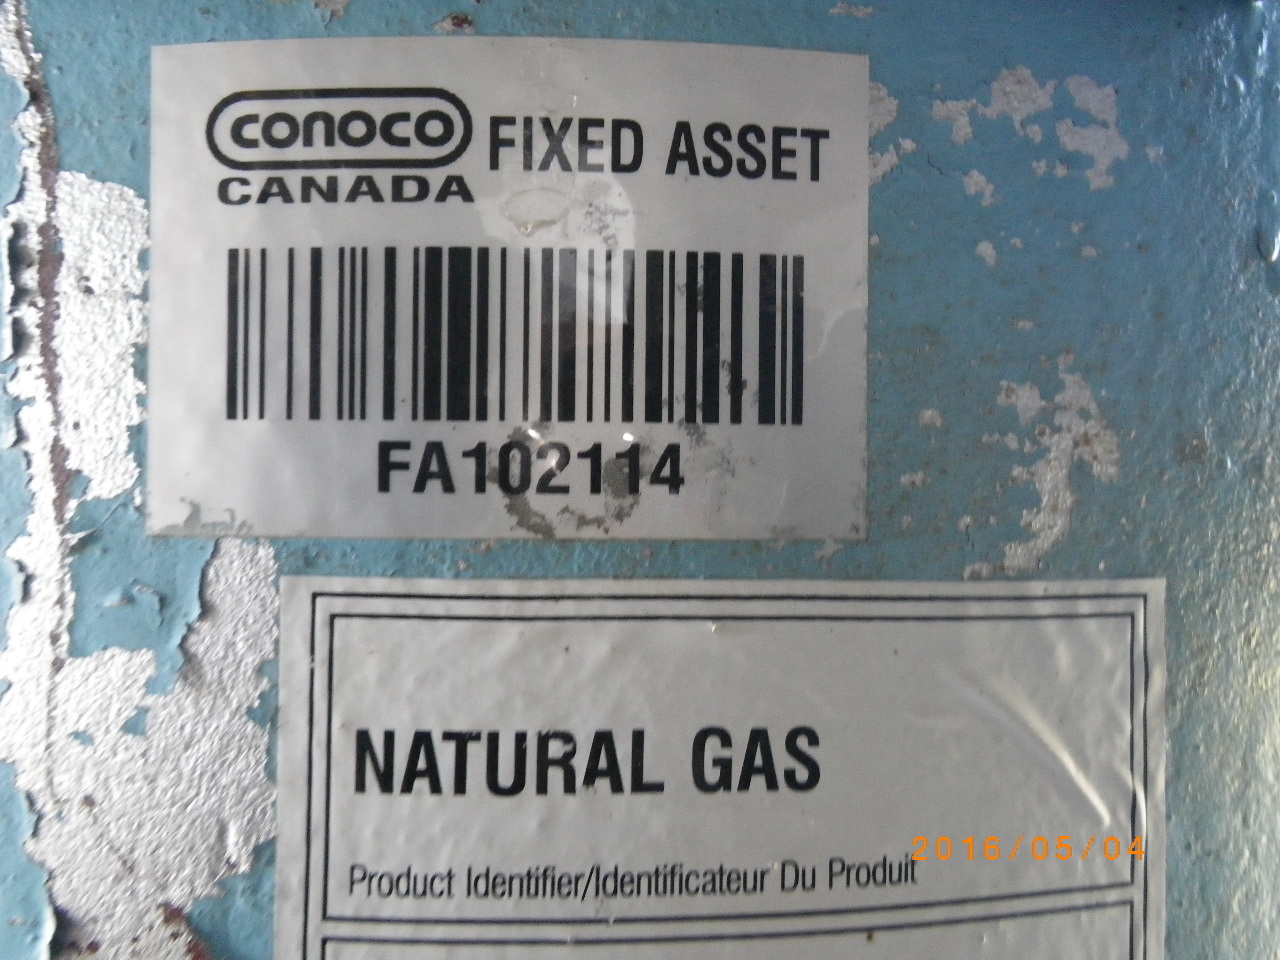 CONOCO FIXED ASSET
CANADA
FA102114
NATURAL GAS
2016/05/04
Product Identifier/Identificateur Du Produit